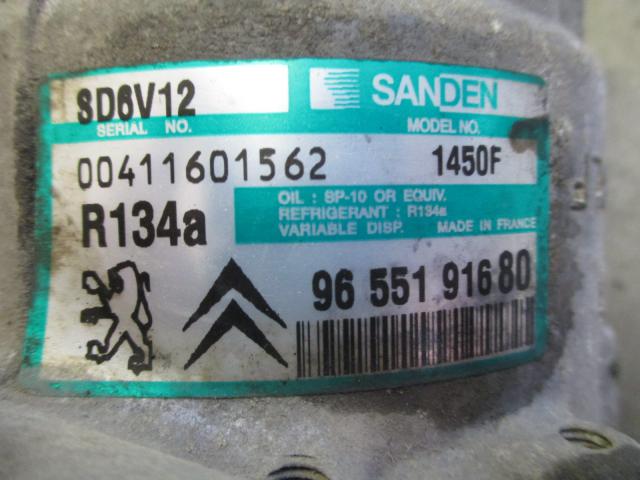 SD6V12
SANDEN
SERIAL NO.
MODEL NO.
00411601562
1450F
R134a
OIL : SP-10 OR EQUIV.
REFRIGERANT : R134a
VARIABLE DISP. MADE IN FRANCE
96 551 916 80